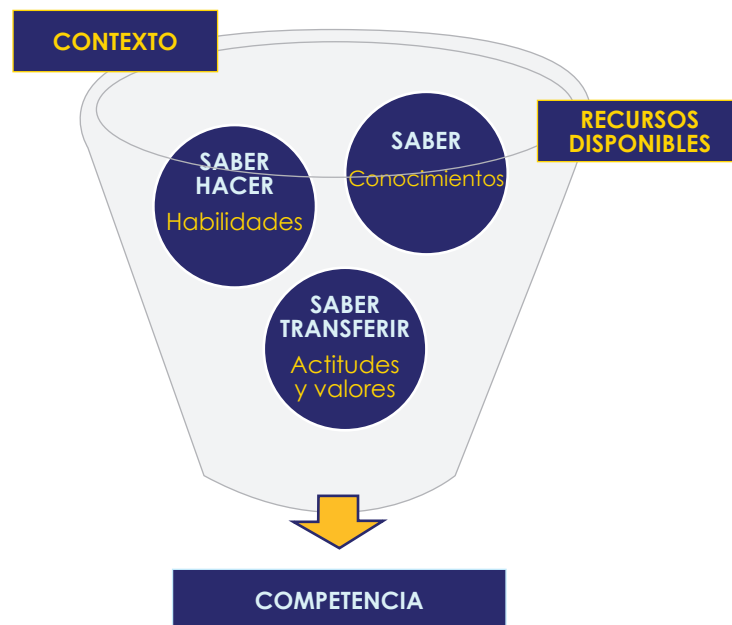 CONTEXTO
RECURSOS
DISPONIBLES
SABER
Conocimientos
SABER
HACER
Habilidades
SABER
TRANSFERIR
Actitudes
y valores
COMPETENCIA